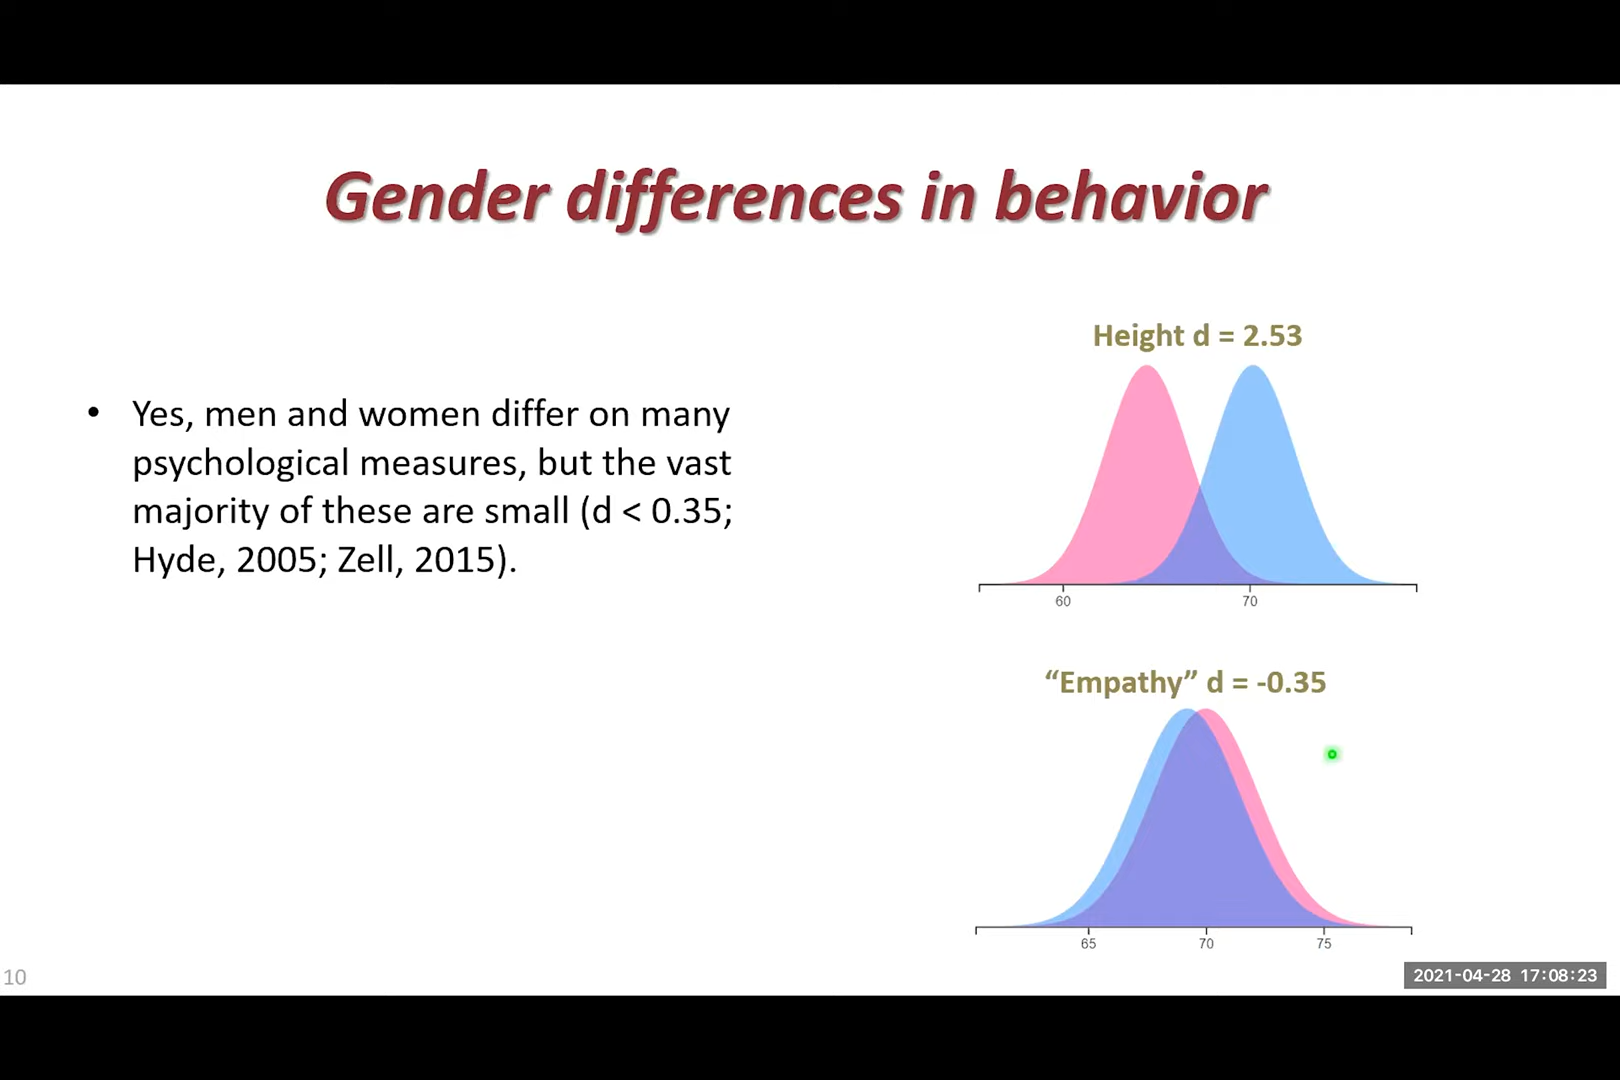 Gender differences in behavior
• Yes, men and women differ on many
psychological measures, but the vast
majority of these are small (d < 0.35;
Hyde, 2005; Zell, 2015).
Height d = 2.53
60 70
“Empathy” d = -0.35
65 70 75
10
2021-04-28 17:08:23